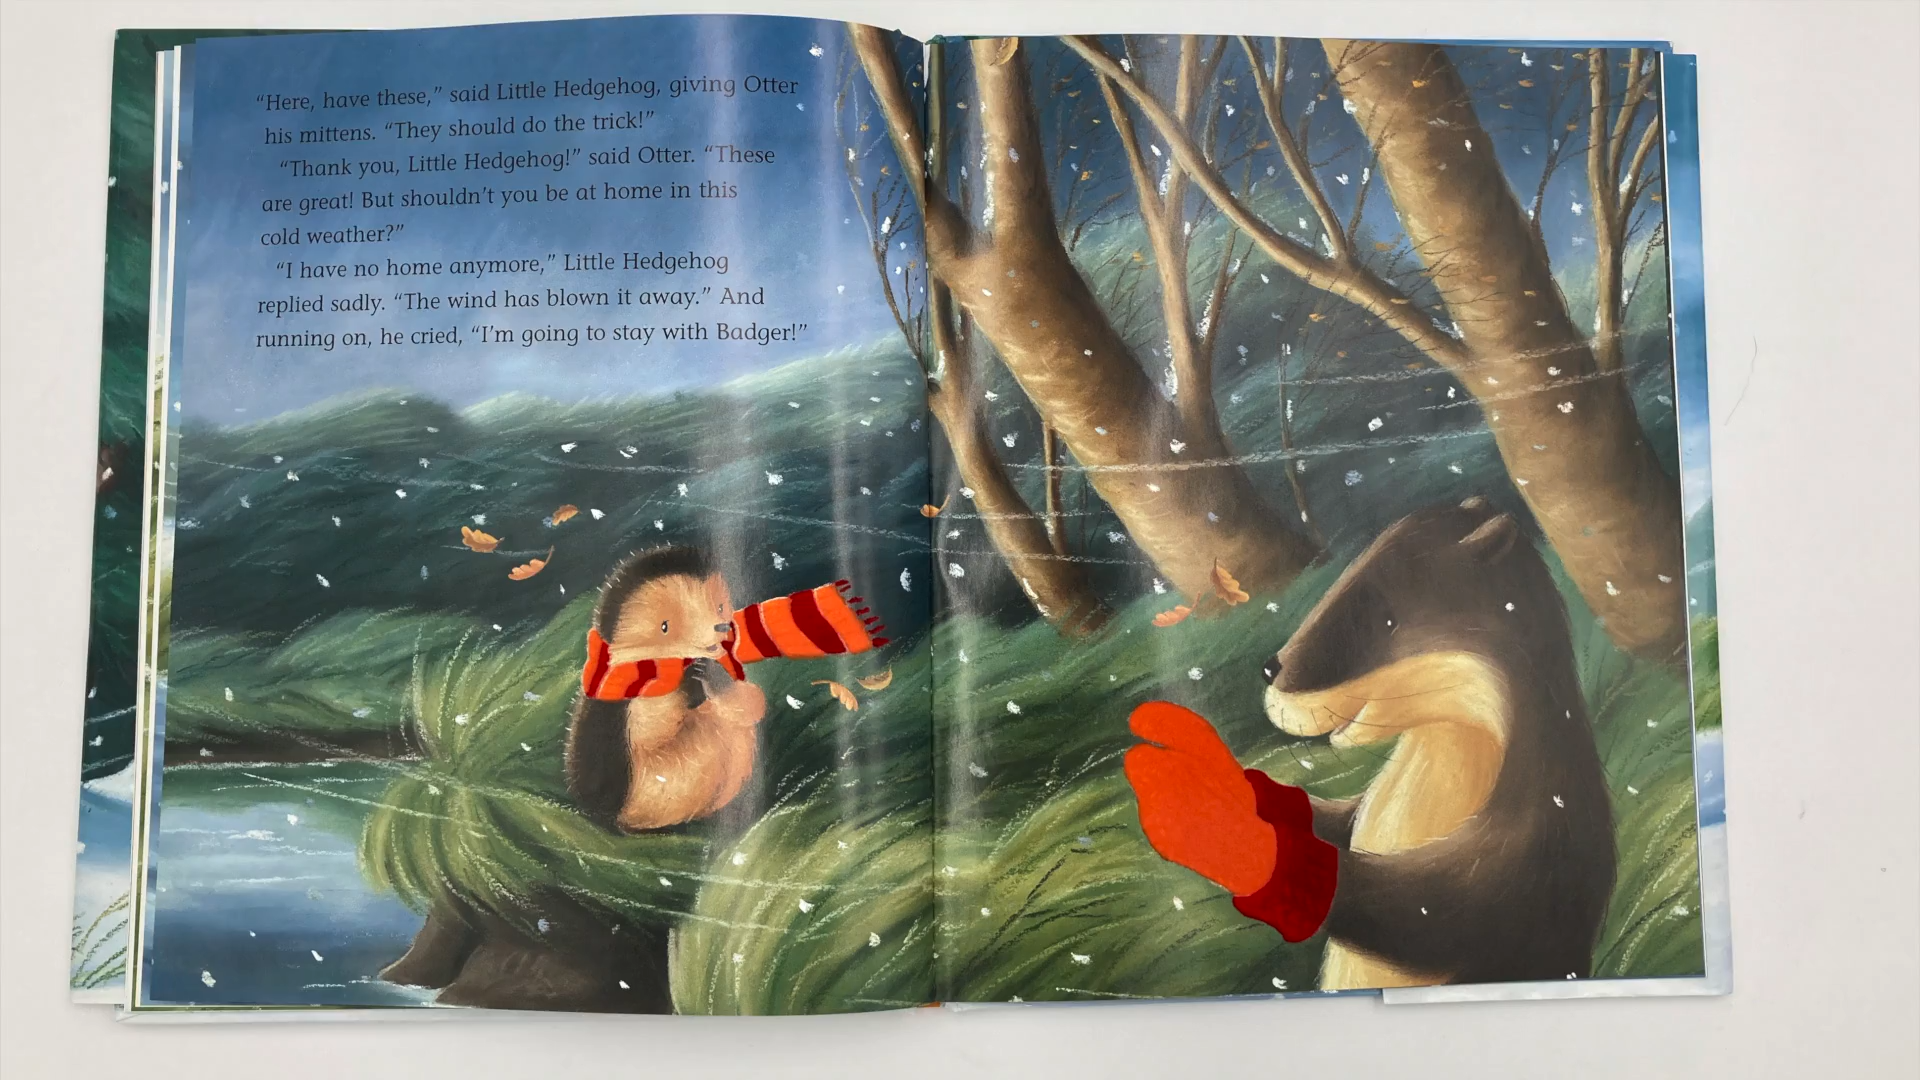 “Here, have these,” said Little Hedgehog, giving Otter
his mittens. “They should do the trick!”
“Thank you, Little Hedgehog!” said Otter. “These
are great! But shouldn’t you be at home in this
cold weather?”
“I have no home anymore,” Little Hedgehog
replied sadly. “The wind has blown it away.” And
running on, he cried, “I’m going to stay with Badger!”